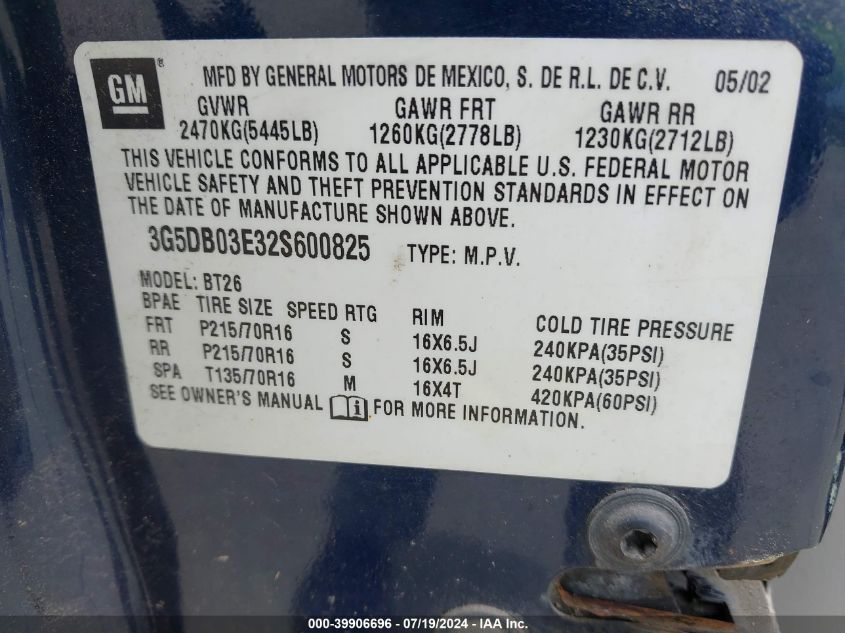 GM ®
MFD BY GENERAL MOTORS DE MEXICO, S. DE R.L. DE C.V. 05/02
GVWR GAWR FRT GAWR RR
2470KG(5445LB) 1260KG(2778LB) 1230KG(2712LB)
THIS VEHICLE CONFORMS TO ALL APPLICABLE U.S. FEDERAL MOTOR
VEHICLE SAFETY AND THEFT PREVENTION STANDARDS IN EFFECT ON
THE DATE OF MANUFACTURE SHOWN ABOVE.
3G5DB03E32S600825 TYPE: M.P.V.
MODEL: BT26
BPAE TIRE SIZE SPEED RTG RIM COLD TIRE PRESSURE
FRT P215/70R16 S 16X6.5J 240KPA(35PSI)
RR P215/70R16 S 16X6.5J 240KPA(35PSI)
SPA T135/70R16 M 16X4T 420KPA(60PSI)
SEE OWNER'S MANUAL i FOR MORE INFORMATION.
000-39906696 - 07/19/2024 - IAAI.com